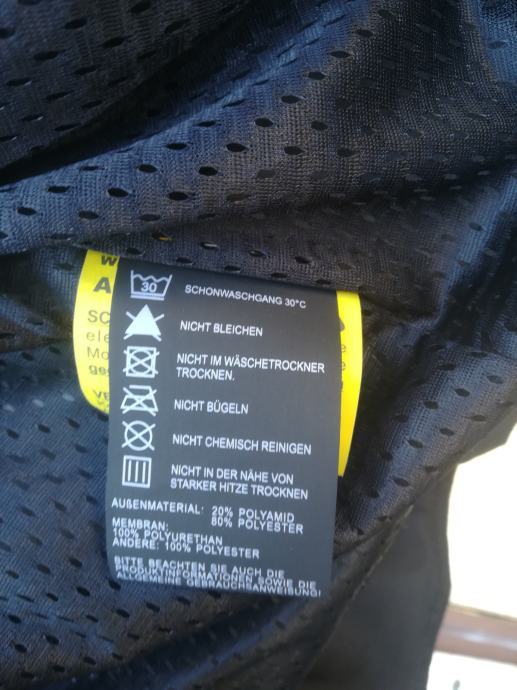 30
SCHONWASCHGANG 30°C
NICHT BLEICHEN
NICHT IM WÄSCHETROCKNER
TROCKNEN.
NICHT BÜGELN
NICHT CHEMISCH REINIGEN
NICHT IN DER NÄHE VON
STARKER HITZE TROCKNEN
AUßENMATERIAL: 20% POLYAMID
80% POLYESTER
MEMBRAN:
100% POLYURETHAN
ANDERE: 100% POLYESTER
BITTE BEACHTEN SIE AUCH DIE
PRODUKTINFORMATIONEN SOWIE DIE
ALLGEMEINE GEBRAUCHSANWEISUNG!